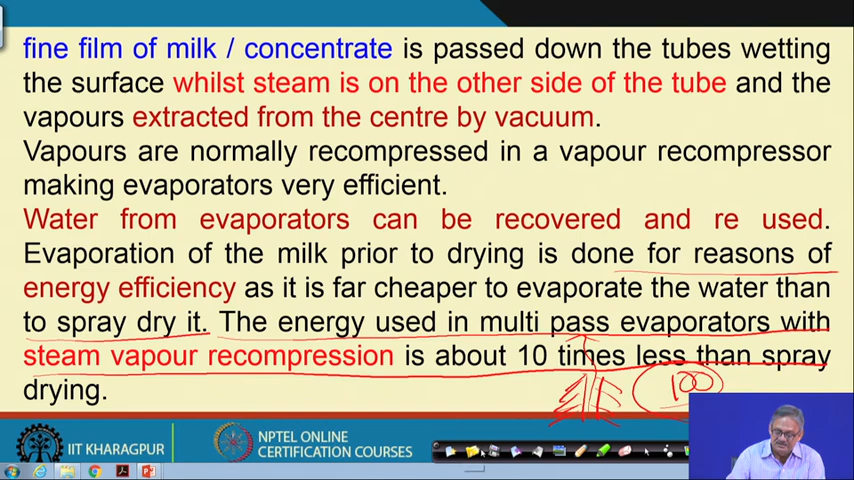 fine film of milk / concentrate is passed down the tubes wetting
the surface whilst steam is on the other side of the tube and the
vapours extracted from the centre by vacuum.
Vapours are normally recompressed in a vapour recompressor
making evaporators very efficient.
Water from evaporators can be recovered and re used.
Evaporation of the milk prior to drying is done for reasons of
energy efficiency as it is far cheaper to evaporate the water than
to spray dry it. The energy used in multi pass evaporators with
steam vapour recompression is about 10 times less than spray
drying.
100
IIT KHARAGPUR
NPTEL ONLINE
CERTIFICATION COURSES